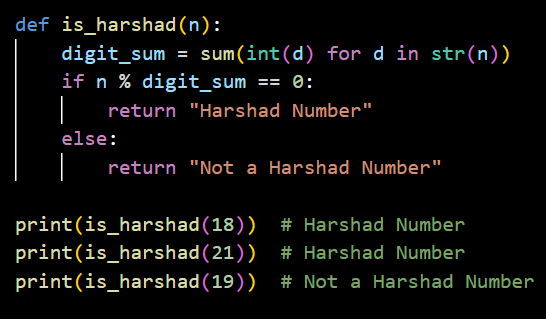 def is_harshad(n):
    digit_sum = sum(int(d) for d in str(n))
    if n % digit_sum == 0:
        return "Harshad Number"
    else:
        return "Not a Harshad Number"

print(is_harshad(18))  # Harshad Number
print(is_harshad(21))  # Harshad Number
print(is_harshad(19))  # Not a Harshad Number